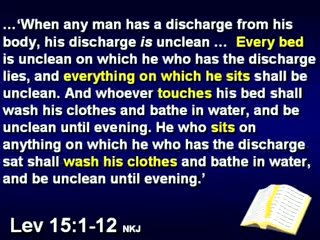 …‘When any man has a discharge from his
body, his discharge is unclean … Every bed
is unclean on which he who has the discharge
lies, and everything on which he sits shall be
unclean. And whoever touches his bed shall
wash his clothes and bathe in water, and be
unclean until evening. He who sits on
anything on which he who has the discharge
sat shall wash his clothes and bathe in water,
and be unclean until evening.’
Lev 15:1-12 NKJ